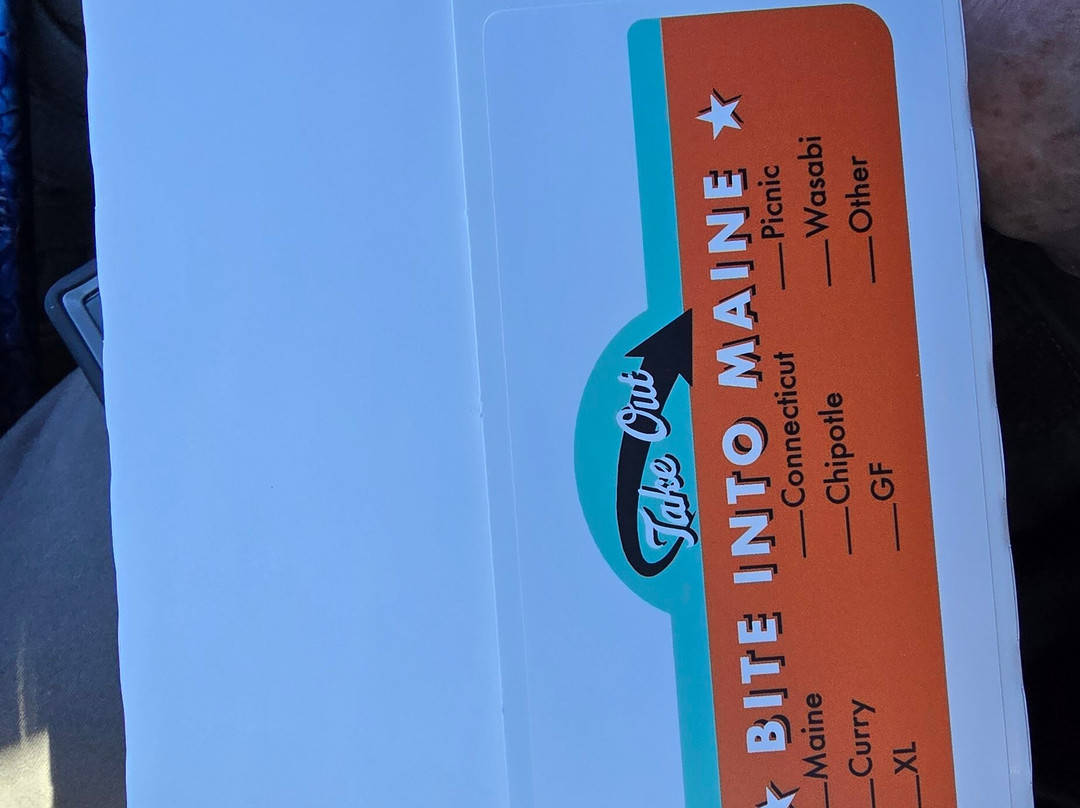 Take Out
★ BITE INTO MAINE ★
__Maine __Connecticut __Picnic
__Curry __Chipotle __Wasabi
__XL __GF __Other